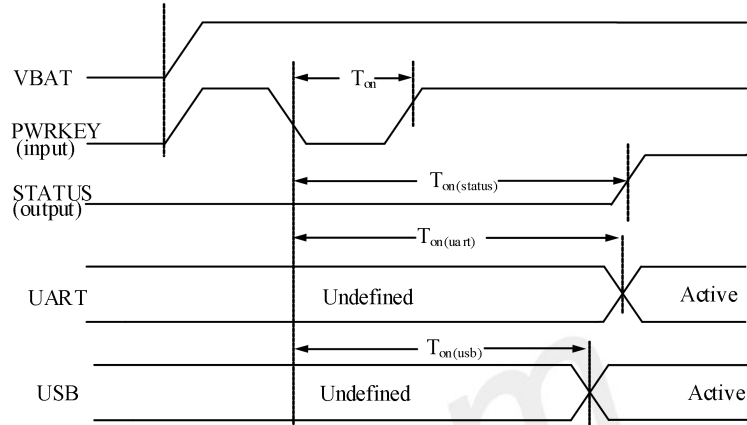 VBAT
Ton
PWRKEY
(input)
STATUS
(output)
Ton(status)
Ton(uart)
UART
Undefined
Active
Ton(usb)
USB
Undefined
Active